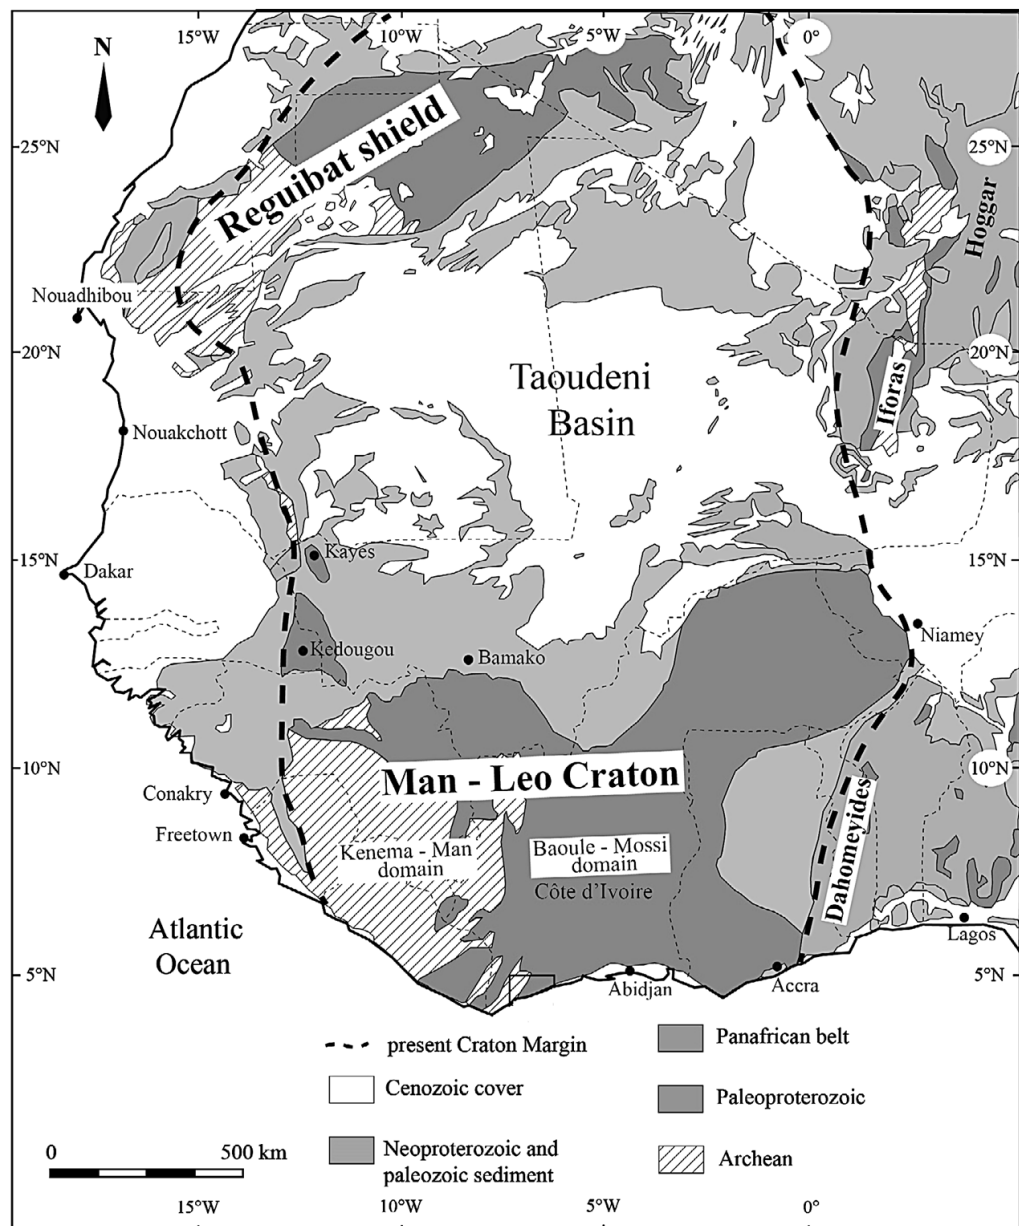 15°W
10°W
5°W
0°
N
25°N
25°N
Reguibat shield
Hoggar
Nouadhibou
20°N
20°N
Taoudeni
Basin
Iforas
Nouakchott
Kayes
15°N
15°N
Dakar
Niamey
Kedougou
Bamako
10°N
10°N
Man - Leo Craton
Conakry
Freetown
Kenema - Man
domain
Baoule - Mossi
domain
Côte d'Ivoire
Dahomeyides
Atlantic
Ocean
Lagos
5°N
5°N
Abidjan
Accra
present Craton Margin
Panafrican belt
Cenozoic cover
Paleoproterozoic
Neoproterozoic and
paleozoic sediment
Archean
0
500 km
15°W
10°W
5°W
0°